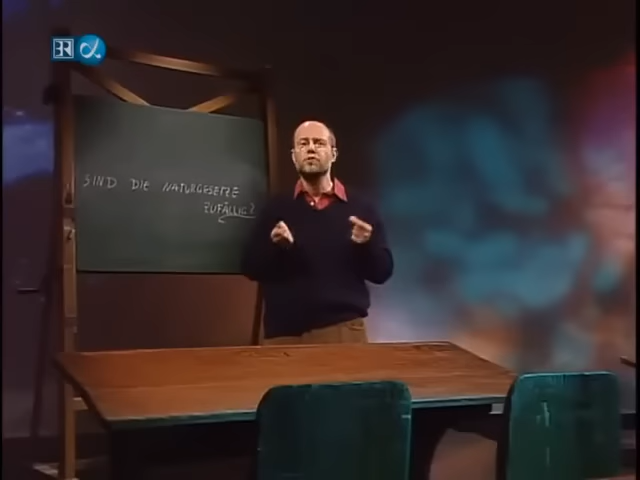 BR α
SIND DIE NATURGESETZE
ZUFÄLLIG?